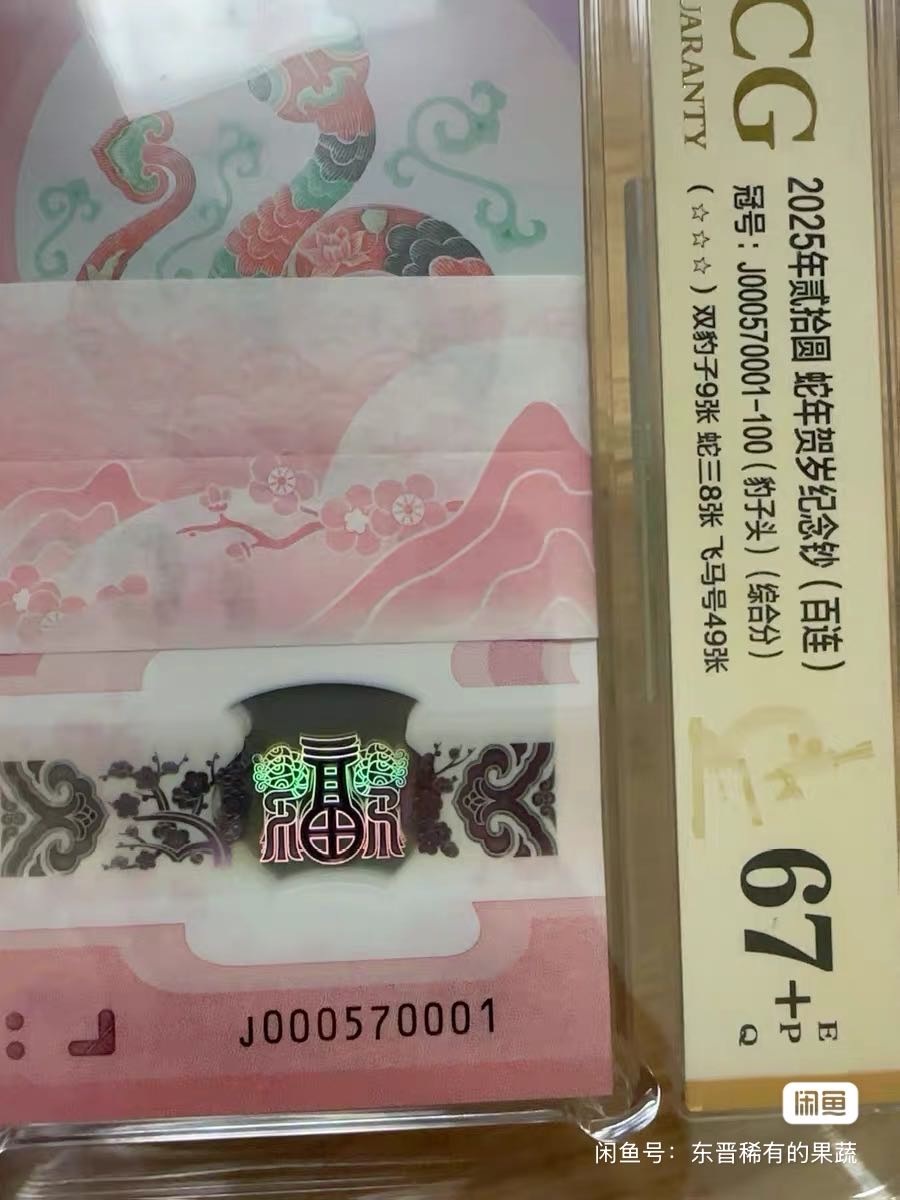 CG
UARANTY
2025年贰拾圆 蛇年贺岁纪念钞（百连）
冠号：J000570001-100（豹子头）（综合分）
（☆☆☆）双豹子9张 蛇三8张 飞马号49张
67+
E
P
Q
J000570001
闲鱼
闲鱼号：东晋稀有的果蔬